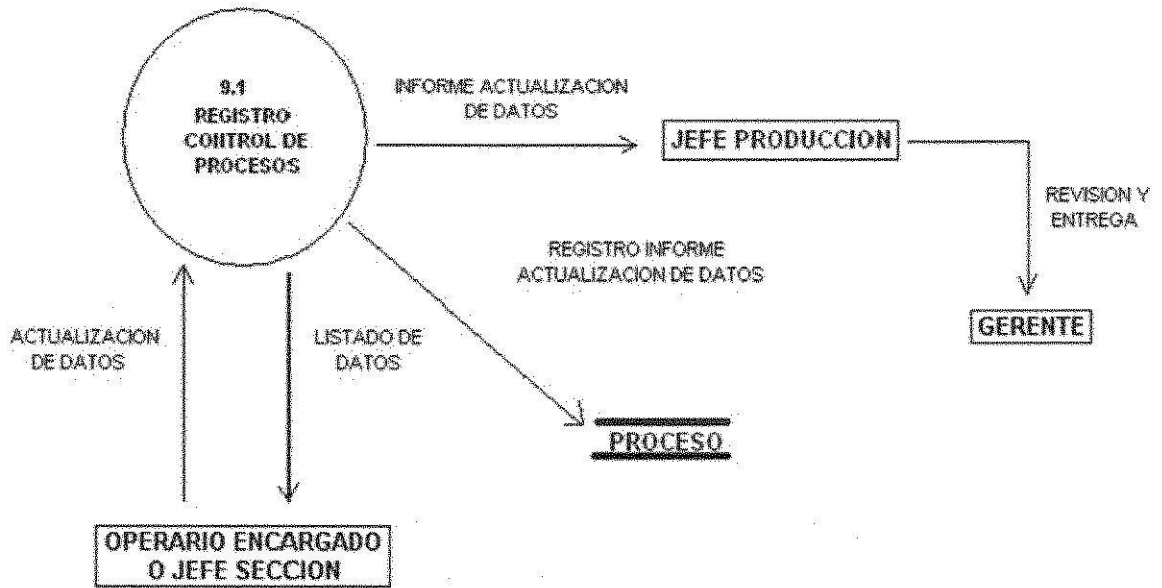 9.1
REGISTRO
CONTROL DE
PROCESOS
INFORME ACTUALIZACION
DE DATOS
JEFE PRODUCCION
REVISION Y
ENTREGA
REGISTRO INFORME
ACTUALIZACION DE DATOS
GERENTE
ACTUALIZACION
DE DATOS
LISTADO DE
DATOS
PROCESO
OPERARIO ENCARGADO
O JEFE SECCION